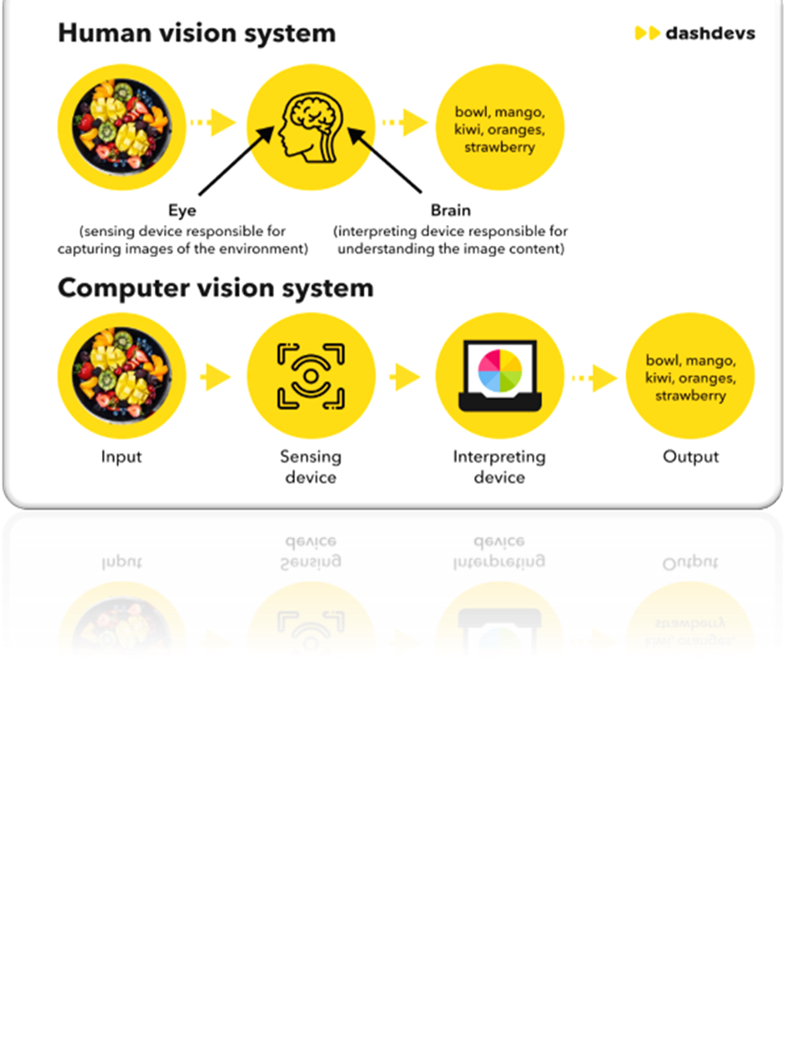 Human vision system
dashdevs
bowl, mango,
kiwi, oranges,
strawberry
Eye
(sensing device responsible for
capturing images of the environment)
Brain
(interpreting device responsible for
understanding the image content)
Computer vision system
bowl, mango,
kiwi, oranges,
strawberry
Input
Sensing
device
Interpreting
device
Output